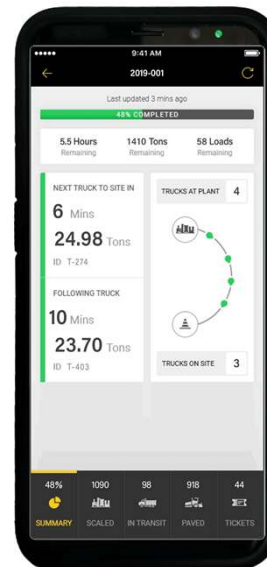 9:41 AM
2019-001
Last updated 3 mins ago
48% COMPLETED
5.5 Hours 1410 Tons 58 Loads
Remaining Remaining Remaining
NEXT TRUCK TO SITE IN
6 Mins
24.98 Tons
ID T-274
FOLLOWING TRUCK
10 Mins
23.70 Tons
ID T-403
TRUCKS AT PLANT 4
TRUCKS ON SITE 3
48% 1090 98 918 44
SUMMARY SCALED IN TRANSIT PAVED TICKETS